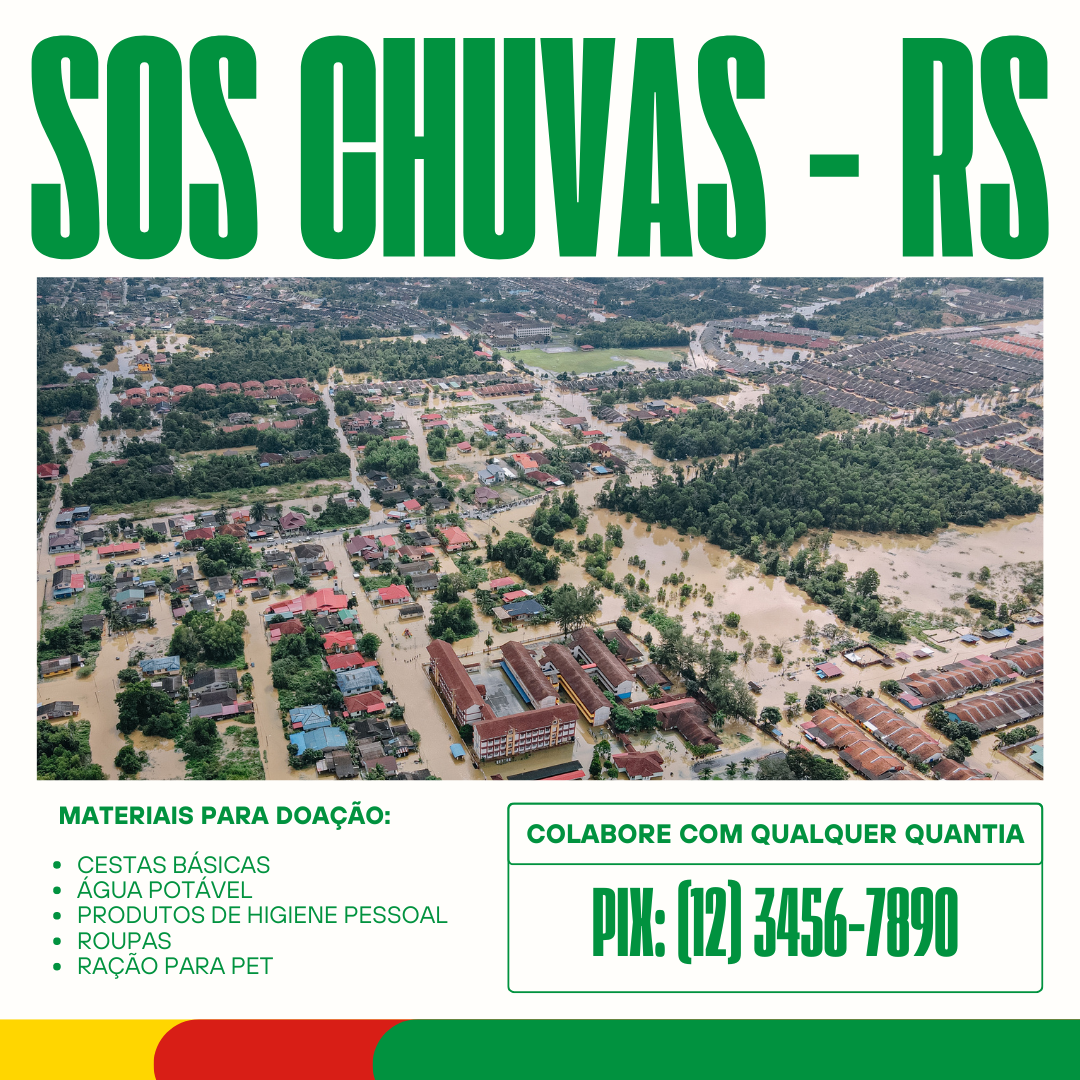 SOS CHUVAS - RS
MATERIAIS PARA DOAÇÃO:
• CESTAS BÁSICAS
• ÁGUA POTÁVEL
• PRODUTOS DE HIGIENE PESSOAL
• ROUPAS
• RAÇÃO PARA PET
COLABORE COM QUALQUER QUANTIA
PIX: (12) 3456-7890